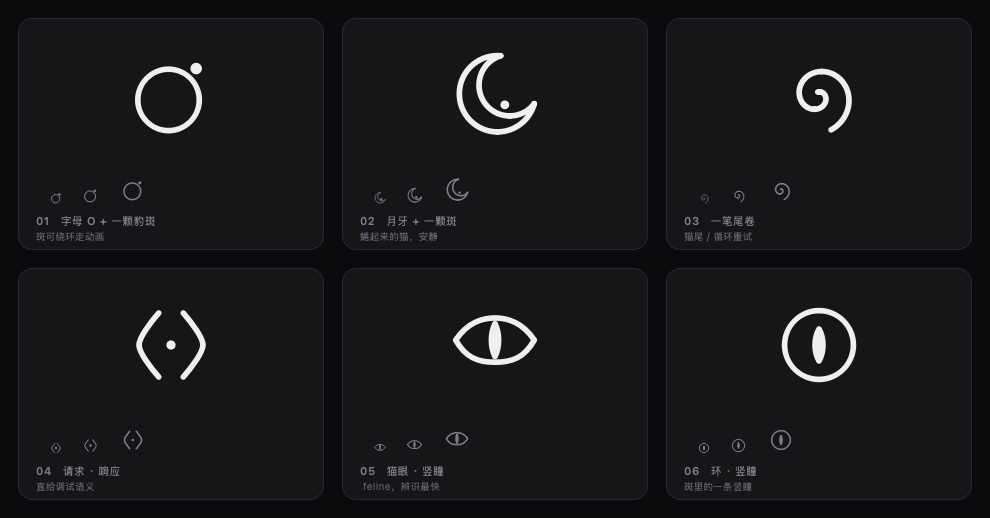 01 字母 O + 一颗豹斑
斑可绕环走动画
02 月牙 + 一颗斑
蜷起来的猫，安静
03 一笔尾卷
猫尾 / 循环重试
04 请求 · 响应
直给调试语义
05 猫眼 · 竖瞳
feline，辨识最快
06 环 · 竖瞳
斑里的一条竖瞳